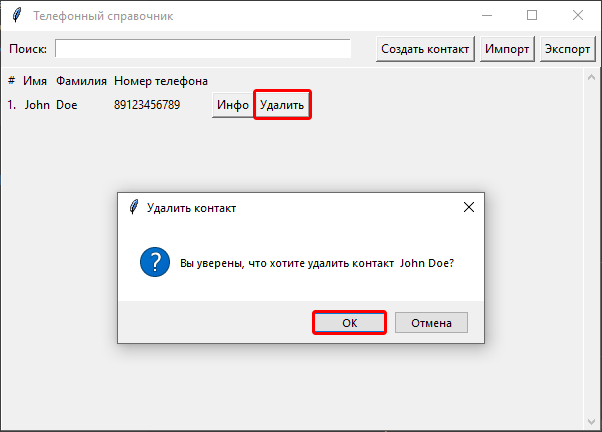 Телефонный справочник
Поиск: Создать контакт Импорт Экспорт
# Имя Фамилия Номер телефона
1. John Doe 89123456789 Инфо Удалить
Удалить контакт
Вы уверены, что хотите удалить контакт  John Doe?
ОК Отмена